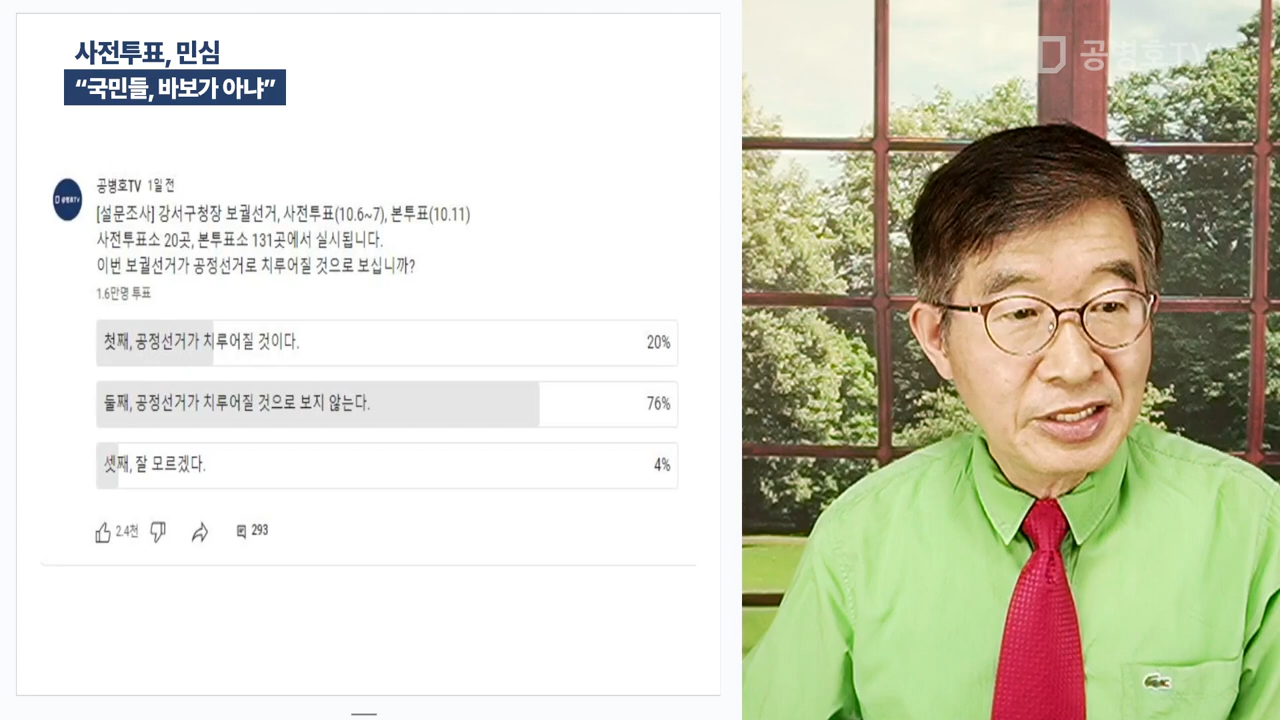 사전투표, 민심
“국민들, 바보가 아냐”
공병호TV
공병호TV 1일 전
[설문조사] 강서구청장 보궐선거, 사전투표(10.6~7), 본투표(10.11)
사전투표소 20곳, 본투표소 131곳에서 실시됩니다.
이번 보궐선거가 공정선거로 치루어질 것으로 보십니까?
1.6만명 투표
첫째, 공정선거가 치루어질 것이다. 20%
둘째, 공정선거가 치루어질 것으로 보지 않는다. 76%
셋째, 잘 모르겠다. 4%
2.4천 293
공병호TV